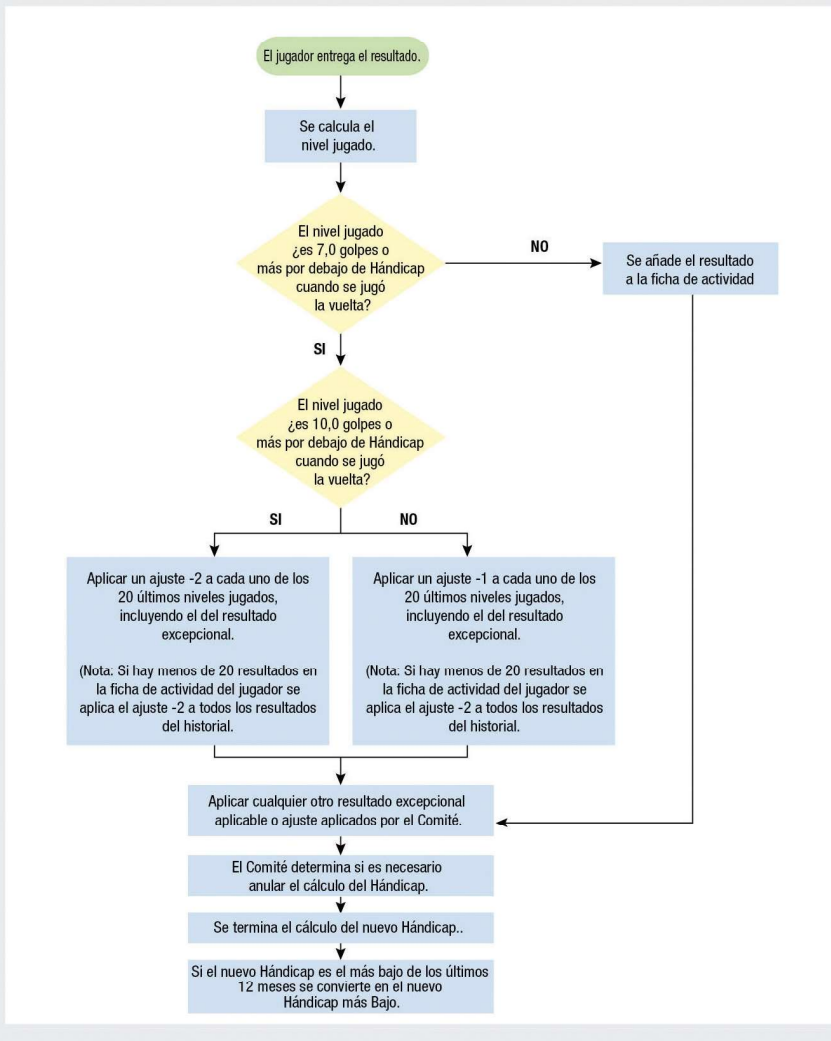 El jugador entrega el resultado.
Se calcula el
nivel jugado.
El nivel jugado
¿es 7,0 golpes o
más por debajo de Hándicap
cuando se jugó
la vuelta?
NO
Se añade el resultado
a la ficha de actividad
SI
El nivel jugado
¿es 10,0 golpes o
más por debajo de Hándicap
cuando se jugó
la vuelta?
SI
NO
Aplicar un ajuste -2 a cada uno de los
20 últimos niveles jugados,
incluyendo el del resultado
excepcional.
(Nota: Si hay menos de 20 resultados en
la ficha de actividad del jugador se
aplica el ajuste -2 a todos los resultados
del historial.
Aplicar un ajuste -1 a cada uno de los
20 últimos niveles jugados,
incluyendo el del resultado
excepcional.
(Nota: Si hay menos de 20 resultados en
la ficha de actividad del jugador se
aplica el ajuste -2 a todos los resultados
del historial.
Aplicar cualquier otro resultado excepcional
aplicable o ajuste aplicados por el Comité.
El Comité determina si es necesario
anular el cálculo del Hándicap.
Se termina el cálculo del nuevo Hándicap..
Si el nuevo Hándicap es el más bajo de los últimos
12 meses se convierte en el nuevo
Hándicap más Bajo.